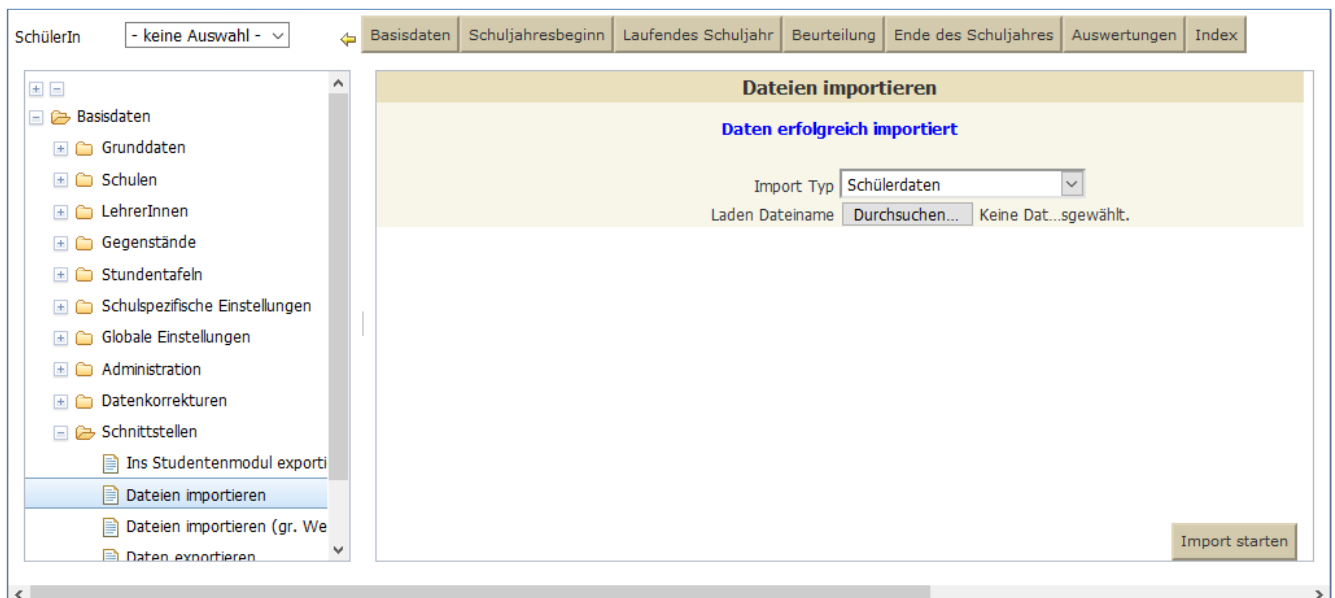 SchülerIn - keine Auswahl - Basisdaten Schuljahresbeginn Laufendes Schuljahr Beurteilung Ende des Schuljahres Auswertungen Index
Basisdaten
Grunddaten
Schulen
LehrerInnen
Gegenstände
Stundentafeln
Schulspezifische Einstellungen
Globale Einstellungen
Administration
Datenkorrekturen
Schnittstellen
Ins Studentenmodul exporti
Dateien importieren
Dateien importieren (gr. We
Daten exportieren
Dateien importieren
Daten erfolgreich importiert
Import Typ Schülerdaten
Laden Dateiname Durchsuchen... Keine Dat...sgewählt.
Import starten